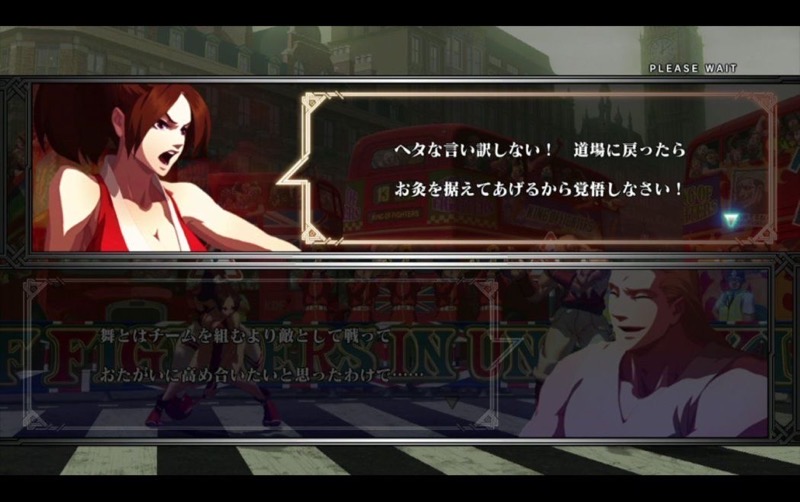 PLEASE WAIT
ヘタな言い訳しない！　道場に戻ったら
お灸を据えてあげるから覚悟しなさい！
舞とはチームを組むより敵として戦って
おたがいに高め合いたいと思ったわけで……
FIGHTERS IN UN